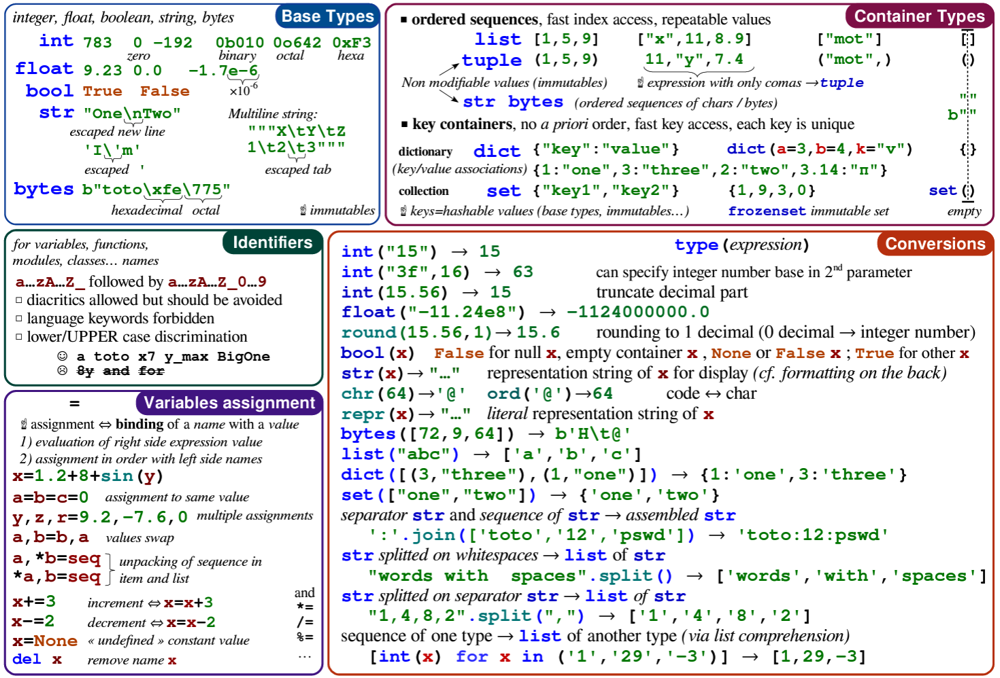 integer, float, boolean, string, bytes
Base Types
int 783 0 -192 0b010 0o642 0xF3
zero binary octal hexa
float 9.23 0.0 -1.7e-6
×10-6
bool True False
str "One\nTwo"
escaped new line
'I\'m'
escaped '
Multiline string:
"""X\tY\tZ
1\t2\t3"""
escaped tab
bytes b"toto\xfe\775"
hexadecimal octal
☝ immutables
Container Types
▪ ordered sequences, fast index access, repeatable values
list [1,5,9] ["x",11,8.9] ["mot"] []
tuple (1,5,9) 11,"y",7.4 ("mot",) ()
Non modifiable values (immutables)
☝ expression with only comas →tuple
""
str bytes (ordered sequences of chars / bytes)
b""
▪ key containers, no a priori order, fast key access, each key is unique
dictionary dict {"key":"value"} dict(a=3,b=4,k="v") {}
(key/value associations) {1:"one",3:"three",2:"two",3.14:"π"}
collection set {"key1","key2"} {1,9,3,0} set()
☝ keys=hashable values (base types, immutables…) frozenset immutable set empty
Identifiers
for variables, functions,
modules, classes… names
a…zA…Z_ followed by a…zA…Z_0…9
□ diacritics allowed but should be avoided
□ language keywords forbidden
□ lower/UPPER case discrimination
☺ a toto x7 y_max BigOne
☹ 8y and for
Variables assignment
=
☝ assignment ⇔ binding of a name with a value
1) evaluation of right side expression value
2) assignment in order with left side names
x=1.2+8+sin(y)
a=b=c=0 assignment to same value
y,z,r=9.2,-7.6,0 multiple assignments
a,b=b,a values swap
a,*b=seq
*a,b=seq
unpacking of sequence in
item and list
x+=3 increment ⇔ x=x+3
x-=2 decrement ⇔ x=x-2
x=None « undefined » constant value
del x remove name x
and
*=
/=
%=
…
Conversions
type(expression)
int("15") → 15
int("3f",16) → 63 can specify integer number base in 2nd parameter
int(15.56) → 15 truncate decimal part
float("-11.24e8") → -1124000000.0
round(15.56,1)→15.6 rounding to 1 decimal (0 decimal → integer number)
bool(x) False for null x, empty container x , None or False x ; True for other x
str(x)→ "…" representation string of x for display (cf. formatting on the back)
chr(64)→'@' ord('@')→64 code ↔ char
repr(x)→ "…" literal representation string of x
bytes([72,9,64]) → b'H\t@'
list("abc") → ['a','b','c']
dict([(3,"three"),(1,"one")]) → {1:'one',3:'three'}
set(["one","two"]) → {'one','two'}
separator str and sequence of str → assembled str
':'.join(['toto','12','pswd']) → 'toto:12:pswd'
str splitted on whitespaces → list of str
"words with  spaces".split() → ['words','with','spaces']
str splitted on separator str → list of str
"1,4,8,2".split(",") → ['1','4','8','2']
sequence of one type → list of another type (via list comprehension)
[int(x) for x in ('1','29','-3')] → [1,29,-3]